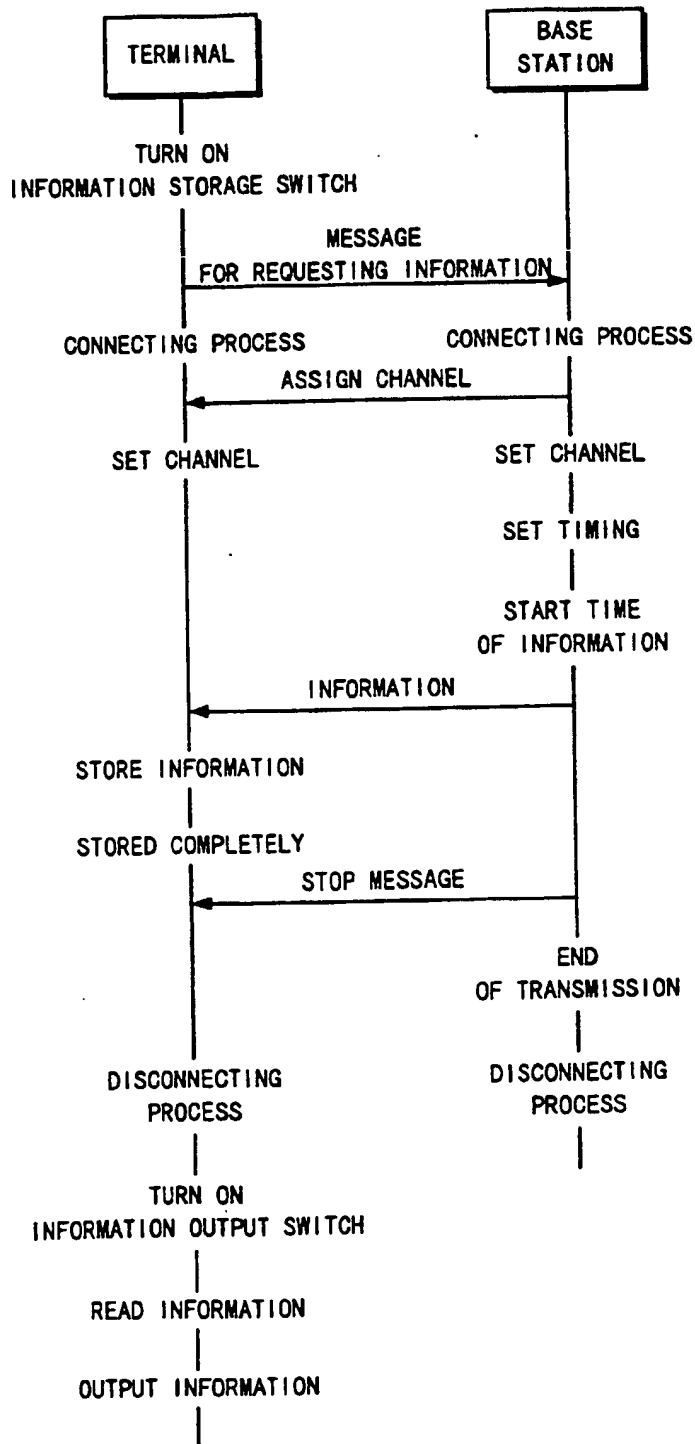 TERMINAL
BASE
STATION
TURN ON
INFORMATION STORAGE SWITCH
MESSAGE
FOR REQUESTING INFORMATION
CONNECTING PROCESS
CONNECTING PROCESS
ASSIGN CHANNEL
SET CHANNEL
SET CHANNEL
SET TIMING
START TIME
OF INFORMATION
INFORMATION
STORE INFORMATION
STORED COMPLETELY
STOP MESSAGE
END
OF TRANSMISSION
DISCONNECTING
PROCESS
DISCONNECTING
PROCESS
TURN ON
INFORMATION OUTPUT SWITCH
READ INFORMATION
OUTPUT INFORMATION